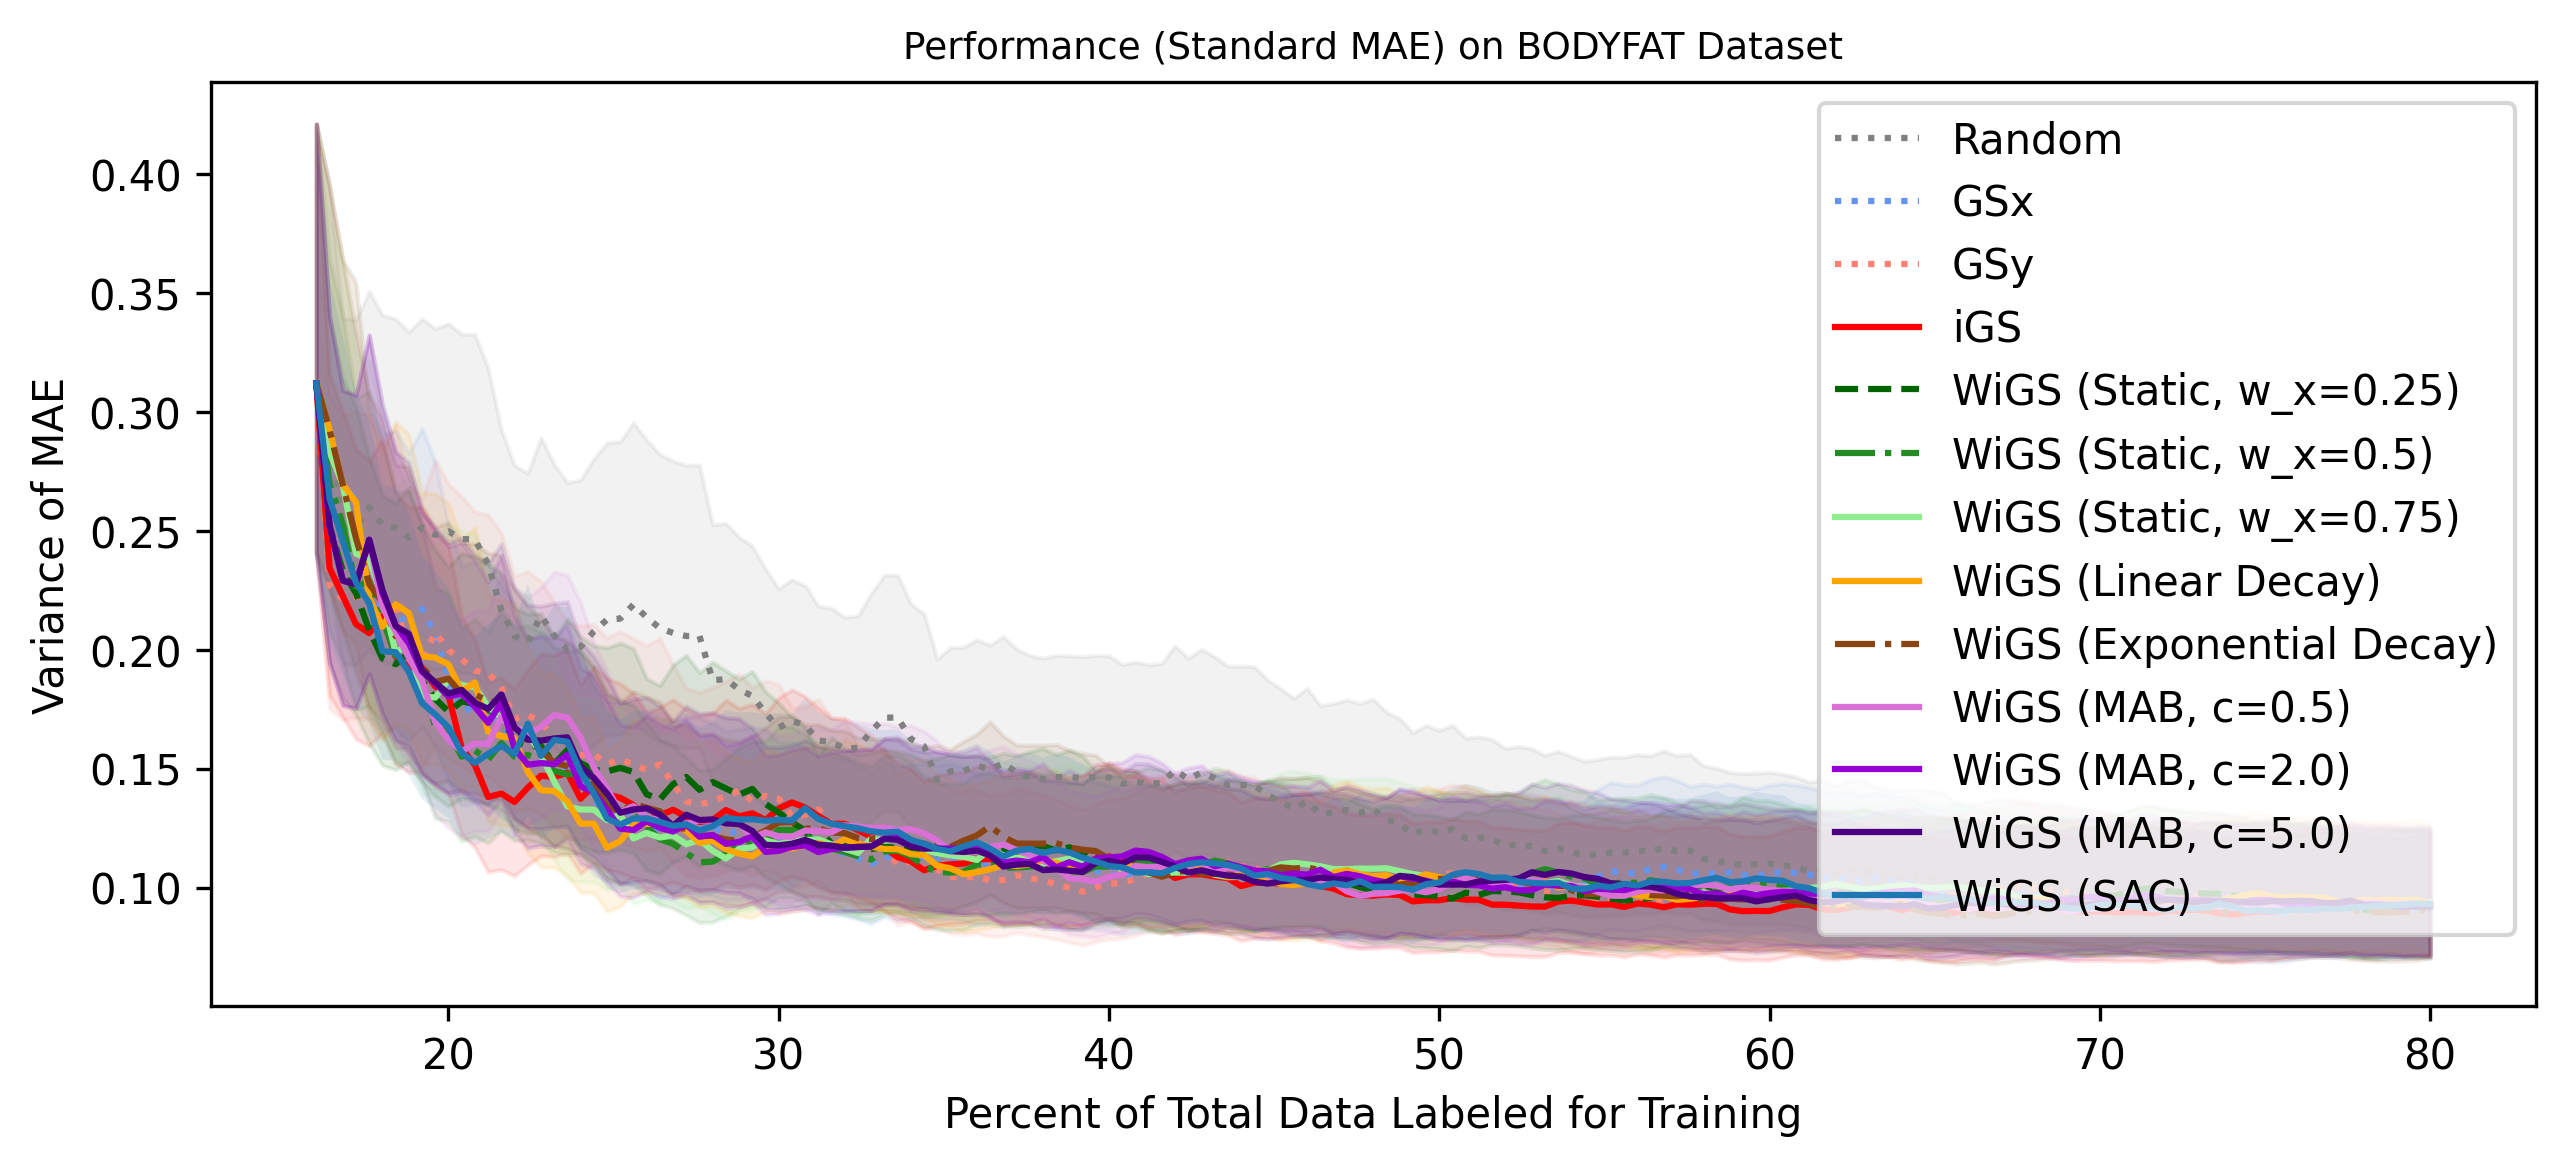 Performance (Standard MAE) on BODYFAT Dataset
Variance of MAE
0.40
0.35
0.30
0.25
0.20
0.15
0.10
20
30
40
50
60
70
80
Percent of Total Data Labeled for Training
Random
GSx
GSy
iGS
WiGS (Static, w_x=0.25)
WiGS (Static, w_x=0.5)
WiGS (Static, w_x=0.75)
WiGS (Linear Decay)
WiGS (Exponential Decay)
WiGS (MAB, c=0.5)
WiGS (MAB, c=2.0)
WiGS (MAB, c=5.0)
WiGS (SAC)